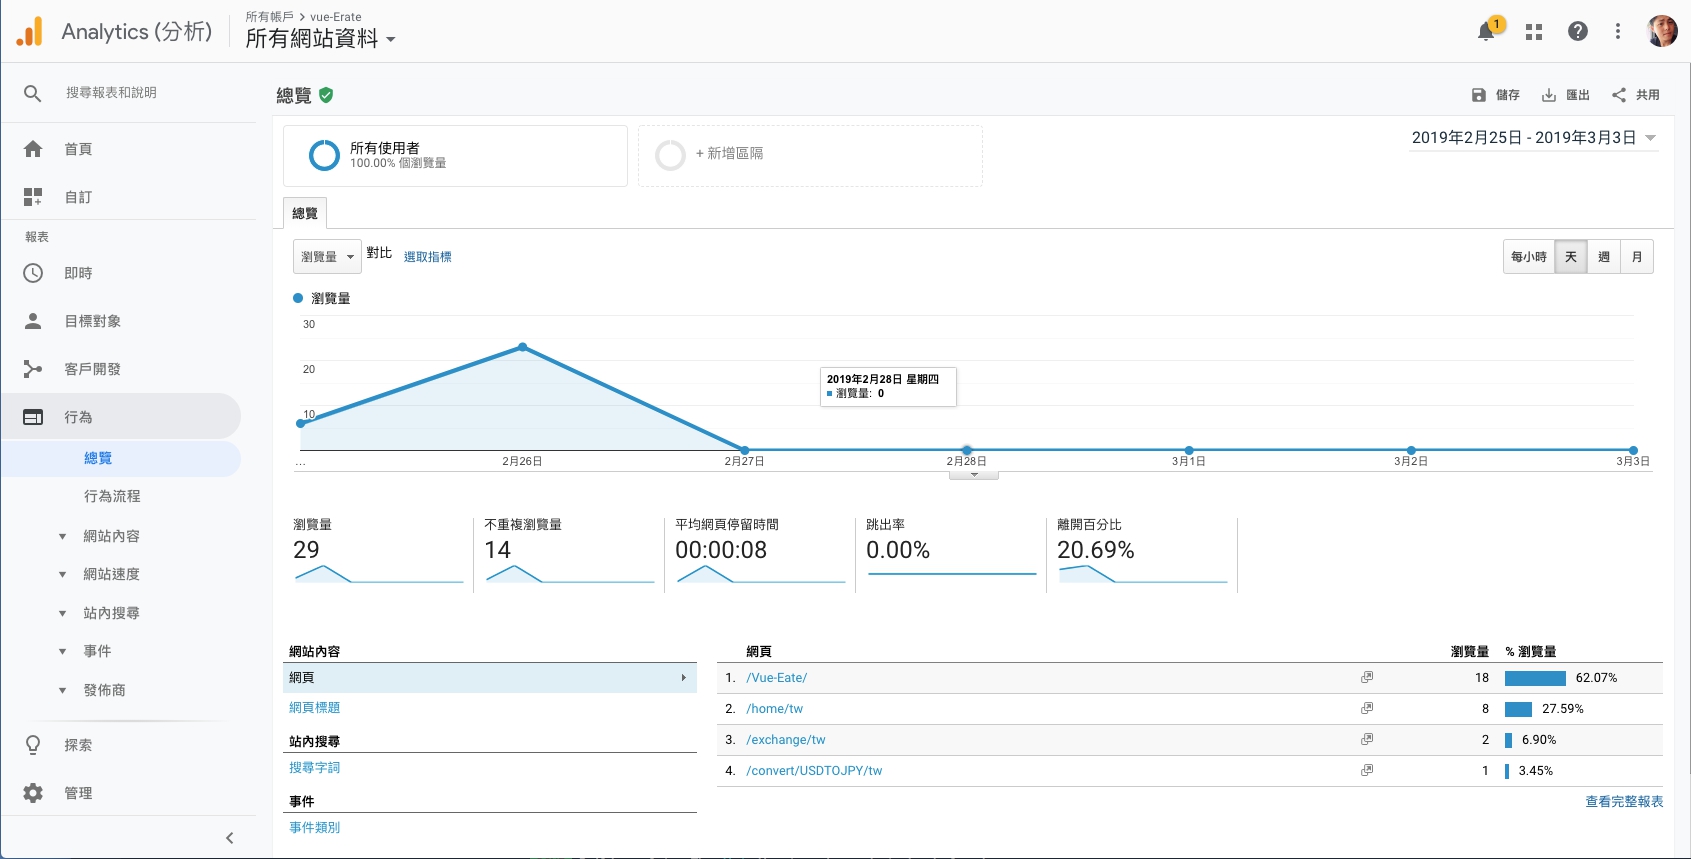 Analytics (分析)
所有帳戶 > vue-Erate
所有網站資料
1
搜尋報表和說明
首頁
自訂
報表
即時
目標對象
客戶開發
行為
總覽
行為流程
網站內容
網站速度
站內搜尋
事件
發佈商
探索
管理
總覽
儲存
匯出
共用
所有使用者
100.00% 個瀏覽量
+ 新增區隔
2019年2月25日 - 2019年3月3日
總覽
瀏覽量
對比
選取指標
每小時
天
週
月
瀏覽量
30
20
10
2019年2月28日 星期四
瀏覽量: 0
... 2月26日 2月27日 2月28日 3月1日 3月2日 3月3日
瀏覽量
29
不重複瀏覽量
14
平均網頁停留時間
00:00:08
跳出率
0.00%
離開百分比
20.69%
網站內容
網頁
網頁標題
站內搜尋
搜尋字詞
事件
事件類別
網頁 瀏覽量 % 瀏覽量
1. /Vue-Eate/ 18 62.07%
2. /home/tw 8 27.59%
3. /exchange/tw 2 6.90%
4. /convert/USDTOJPY/tw 1 3.45%
查看完整報表